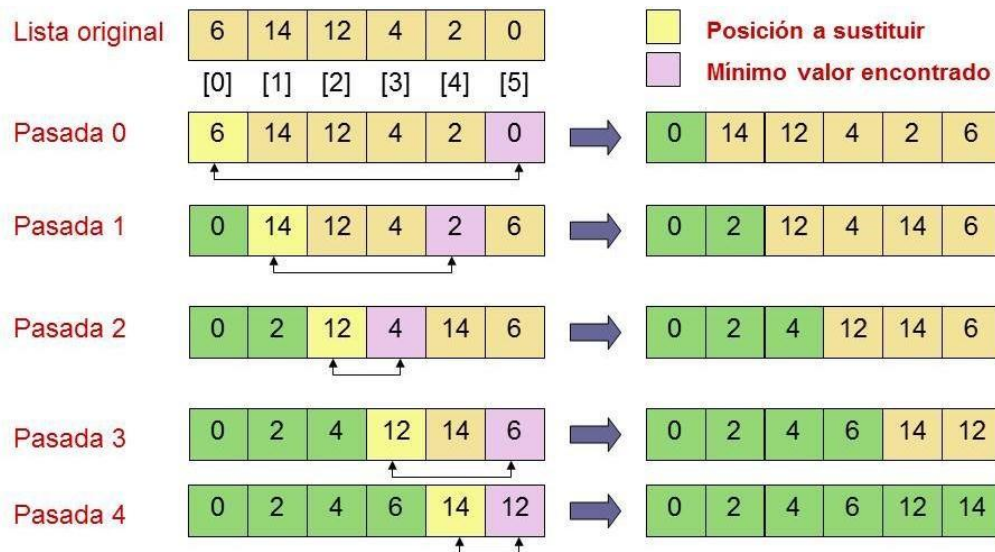 Lista original 6 14 12 4 2 0
Posición a sustituir
[0] [1] [2] [3] [4] [5]
Mínimo valor encontrado
Pasada 0 6 14 12 4 2 0 0 14 12 4 2 6
Pasada 1 0 14 12 4 2 6 0 2 12 4 14 6
Pasada 2 0 2 12 4 14 6 0 2 4 12 14 6
Pasada 3 0 2 4 12 14 6 0 2 4 6 14 12
Pasada 4 0 2 4 6 14 12 0 2 4 6 12 14